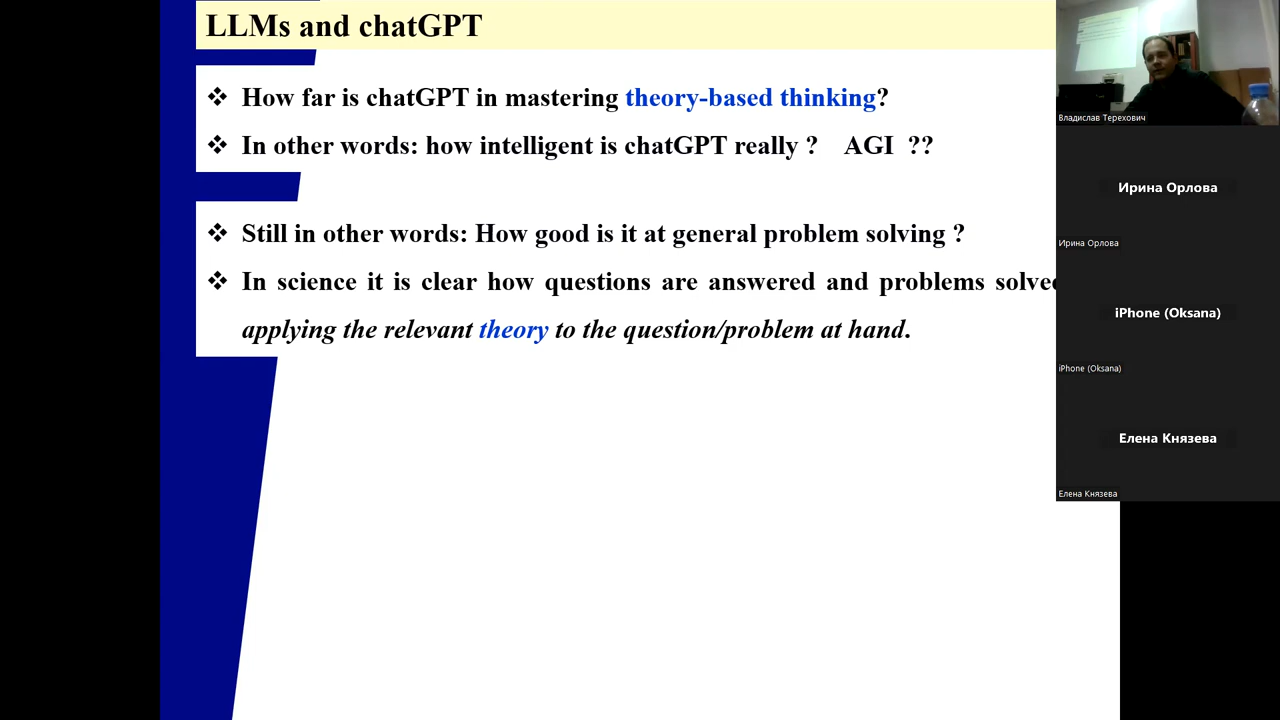 LLMs and chatGPT
❖ How far is chatGPT in mastering theory-based thinking?
❖ In other words: how intelligent is chatGPT really ? AGI ??
❖ Still in other words: How good is it at general problem solving ?
❖ In science it is clear how questions are answered and problems solve
applying the relevant theory to the question/problem at hand.
Владислав Терехович
Ирина Орлова
Ирина Орлова
iPhone (Oksana)
iPhone (Oksana)
Елена Князева
Елена Князева